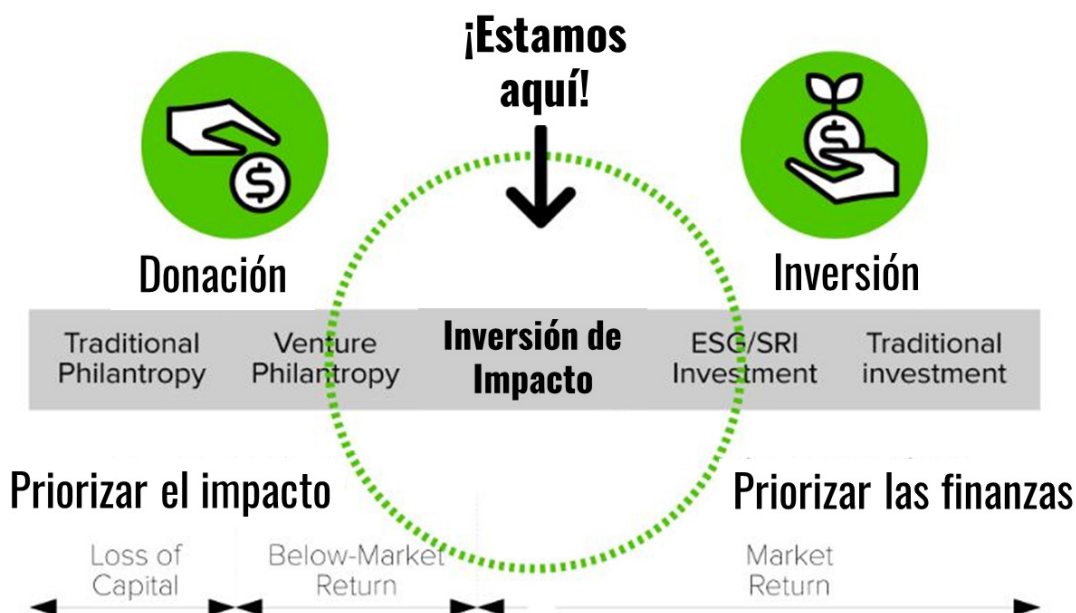 ¡Estamos
aquí!
$
$
Donación
Inversión
Traditional
Philantropy
Venture
Philantropy
Inversión de
Impacto
ESG/SRI
Investment
Traditional
investment
Priorizar el impacto
Priorizar las finanzas
Loss of
Capital
Below-Market
Return
Market
Return